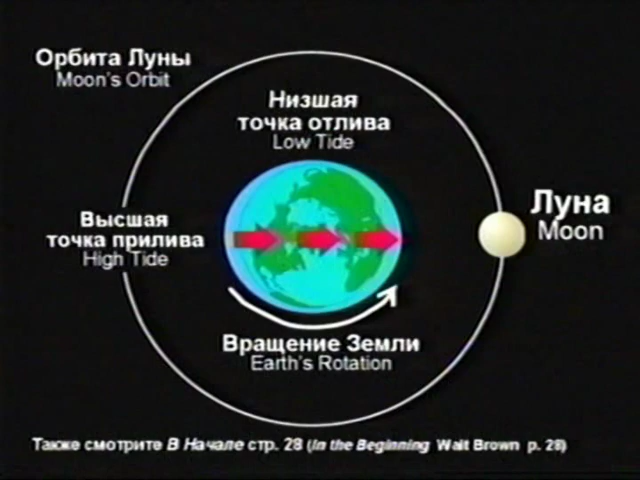 Орбита Луны
Moon's Orbit
Низшая
точка отлива
Low Tide
Луна
Moon
Высшая
точка прилива
High Tide
Вращение Земли
Earth's Rotation
Также смотрите В Начале стр. 28 (In the Beginning Walt Brown p. 28)